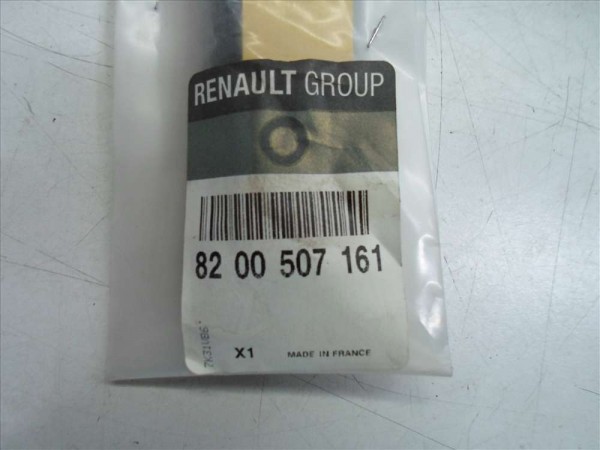 RENAULT GROUP
82 00 507 161
X1 MADE IN FRANCE